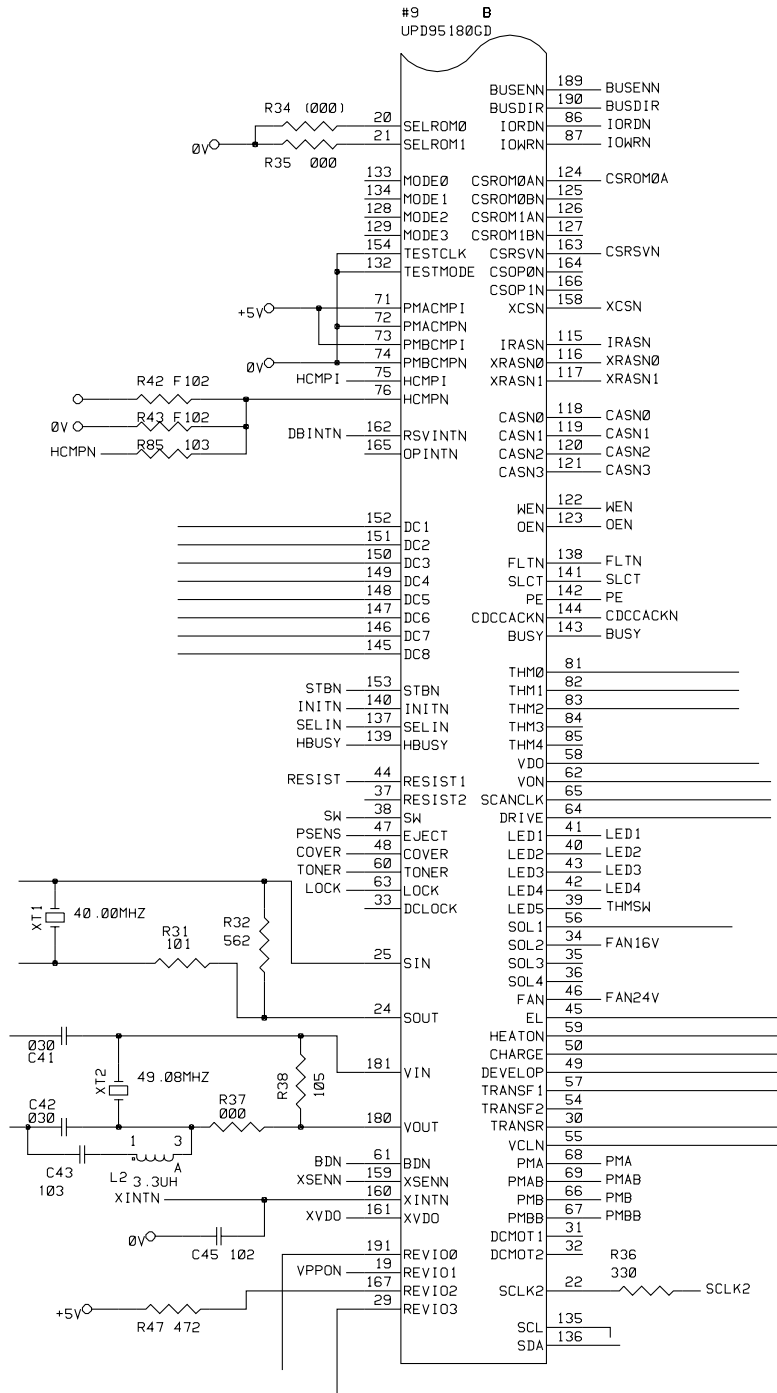 #9 B
UPD95180GD
189 BUSENN BUSENN
190 BUSDIR BUSDIR
R34 (000) 20 SELROM0 86 IORDN IORDN
0V 21 SELROM1 87 IOWRN IOWRN
R35 000
133 MODE0 124 CSROM0AN CSROM0A
134 MODE1 125 CSROM0BN
128 MODE2 126 CSROM1AN
129 MODE3 127 CSROM1BN
154 TESTCLK 163 CSRSVN CSRSVN
132 TESTMODE 164 CSOP0N
166 CSOP1N
+5V 71 PMACMPI 158 XCSN XCSN
72 PMACMPN
73 PMBCMPI 115 IRASN IRASN
0V 74 PMBCMPN 116 XRASN0 XRASN0
HCMPI 75 HCMPI 117 XRASN1 XRASN1
R42 F102 76 HCMPN
118 CASN0 CASN0
0V R43 F102 DBINTN 162 RSVINTN 119 CASN1 CASN1
HCMPN R85 103 165 OPINTN 120 CASN2 CASN2
121 CASN3 CASN3
122 WEN WEN
152 DC1 123 OEN OEN
151 DC2
150 DC3 138 FLTN FLTN
149 DC4 141 SLCT SLCT
148 DC5 142 PE PE
147 DC6 144 CDCCACKN CDCCACKN
146 DC7 143 BUSY BUSY
145 DC8
81 THM0
STBN 153 STBN 82 THM1
INITN 140 INITN 83 THM2
SELIN 137 SELIN 84 THM3
HBUSY 139 HBUSY 85 THM4
58 VDO
RESIST 44 RESIST1 62 VON
37 RESIST2 65 SCANCLK
SW 38 SW 64 DRIVE
PSENS 47 EJECT 41 LED1 LED1
COVER 48 COVER 40 LED2 LED2
TONER 60 TONER 43 LED3 LED3
LOCK 63 LOCK 42 LED4 LED4
33 DCLOCK 39 LED5 THMSW
XT1 40.00MHZ R31 101 R32 562 56 SOL1
34 SOL2 FAN16V
25 SIN 35 SOL3
36 SOL4
46 FAN FAN24V
24 SOUT 45 EL
59 HEATON
030 C41 50 CHARGE
181 VIN 49 DEVELOP
XT2 49.08MHZ R38 105 57 TRANSF1
C42 030 R37 000 54 TRANSF2
180 VOUT 30 TRANSR
1 3 55 VCLN
C43 103 L2 3.3UH A BDN 61 BDN 68 PMA PMA
XSENN 159 XSENN 69 PMAB PMAB
XINTN 160 XINTN 66 PMB PMB
XVDO 161 XVDO 67 PMBB PMBB
0V C45 102 31 DCMOT1
191 REVIO0 32 DCMOT2
VPPON 19 REVIO1 R36 330
167 REVIO2 22 SCLK2 SCLK2
+5V R47 472 29 REVIO3
135 SCL
136 SDA